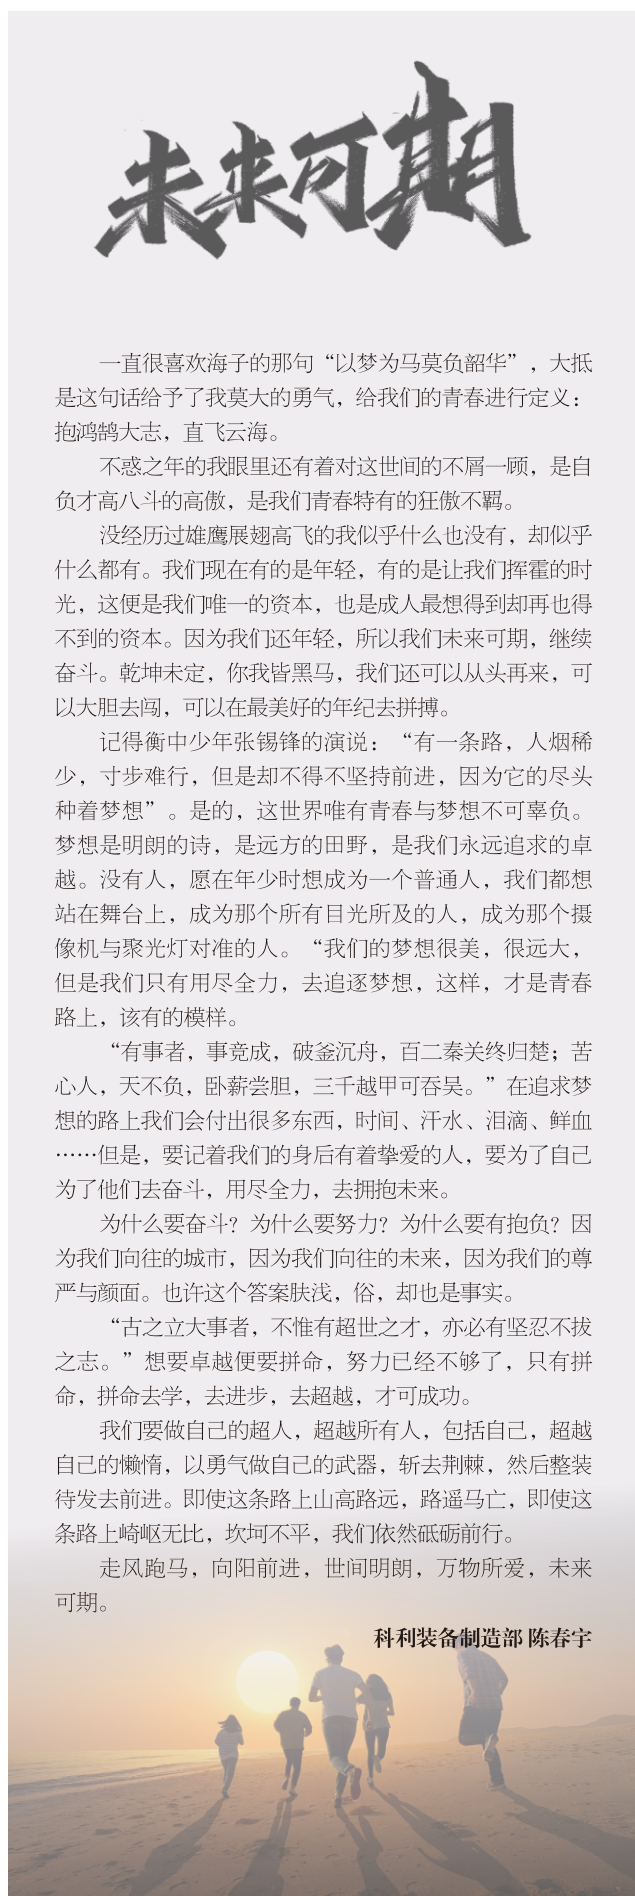 未来可期
一直很喜欢海子的那句“以梦为马莫负韶华”，大抵
是这句话给予了我莫大的勇气，给我们的青春进行定义：
抱鸿鹄大志，直飞云海。
不惑之年的我眼里还有着对这世间的不屑一顾，是自
负才高八斗的高傲，是我们青春特有的狂傲不羁。
没经历过雄鹰展翅高飞的我似乎什么也没有，却似乎
什么都有。我们现在有的是年轻，有的是让我们挥霍的时
光，这便是我们唯一的资本，也是成人最想得到却再也得
不到的资本。因为我们还年轻，所以我们未来可期，继续
奋斗。乾坤未定，你我皆黑马，我们还可以从头再来，可
以大胆去闯，可以在最美好的年纪去拼搏。
记得衡中少年张锡锋的演说：“有一条路，人烟稀
少，寸步难行，但是却不得不坚持前进，因为它的尽头
种着梦想”。是的，这世界唯有青春与梦想不可辜负。
梦想是明朗的诗，是远方的田野，是我们永远追求的卓
越。没有人，愿在年少时想成为一个普通人，我们都想
站在舞台上，成为那个所有目光所及的人，成为那个摄
像机与聚光灯对准的人。“我们的梦想很美，很远大，
但是我们只有用尽全力，去追逐梦想，这样，才是青春
路上，该有的模样。
“有事者，事竞成，破釜沉舟，百二秦关终归楚；苦
心人，天不负，卧薪尝胆，三千越甲可吞吴。”在追求梦
想的路上我们会付出很多东西，时间、汗水、泪滴、鲜血
……但是，要记着我们的身后有着挚爱的人，要为了自己
为了他们去奋斗，用尽全力，去拥抱未来。
为什么要奋斗？为什么要努力？为什么要有抱负？因
为我们向往的城市，因为我们向往的未来，因为我们的尊
严与颜面。也许这个答案肤浅，俗，却也是事实。
“古之立大事者，不惟有超世之才，亦必有坚忍不拔
之志。”想要卓越便要拼命，努力已经不够了，只有拼
命，拼命去学，去进步，去超越，才可成功。
我们要做自己的超人，超越所有人，包括自己，超越
自己的懒惰，以勇气做自己的武器，斩去荆棘，然后整装
待发去前进。即使这条路上山高路远，路遥马亡，即使这
条路上崎岖无比，坎坷不平，我们依然砥砺前行。
走风跑马，向阳前进，世间明朗，万物所爱，未来
可期。
科利装备制造部 陈春宇